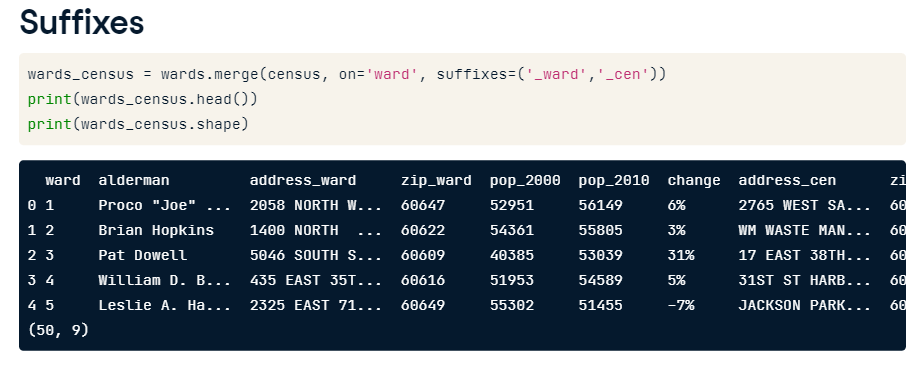 Suffixes
wards_census = wards.merge(census, on='ward', suffixes=('_ward','_cen'))
print(wards_census.head())
print(wards_census.shape)
ward alderman address_ward zip_ward pop_2000 pop_2010 change address_cen zi
0 1 Proco "Joe" ... 2058 NORTH W... 60647 52951 56149 6% 2765 WEST SA... 60
1 2 Brian Hopkins 1400 NORTH ... 60622 54361 55805 3% WM WASTE MAN... 60
2 3 Pat Dowell 5046 SOUTH S... 60609 40385 53039 31% 17 EAST 38TH... 60
3 4 William D. B... 435 EAST 35T... 60616 51953 54589 5% 31ST ST HARB... 60
4 5 Leslie A. Ha... 2325 EAST 71... 60649 55302 51455 -7% JACKSON PARK... 60
(50, 9)